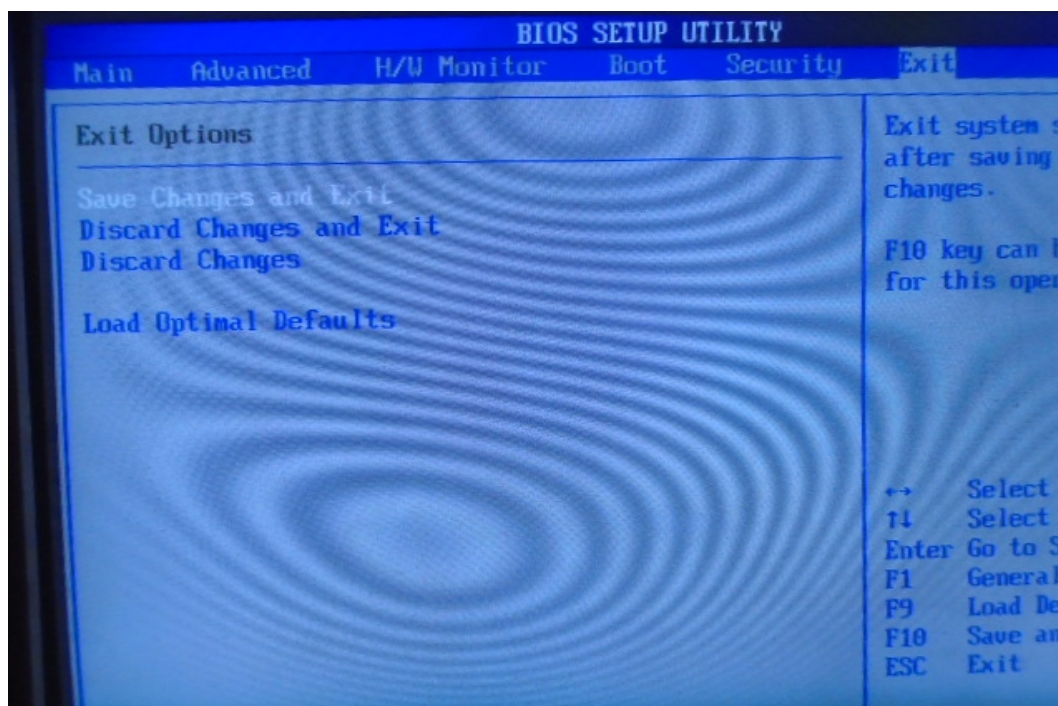 BIOS SETUP UTILITY
Main Advanced H/W Monitor Boot Security Exit
Exit Options
Save Changes and Exit
Discard Changes and Exit
Discard Changes
Load Optimal Defaults
Exit system
after saving
changes.
F10 key can
for this
←→ Select
↑↓ Select
Enter Go to
F1 General
F9 Load
F10 Save
ESC Exit